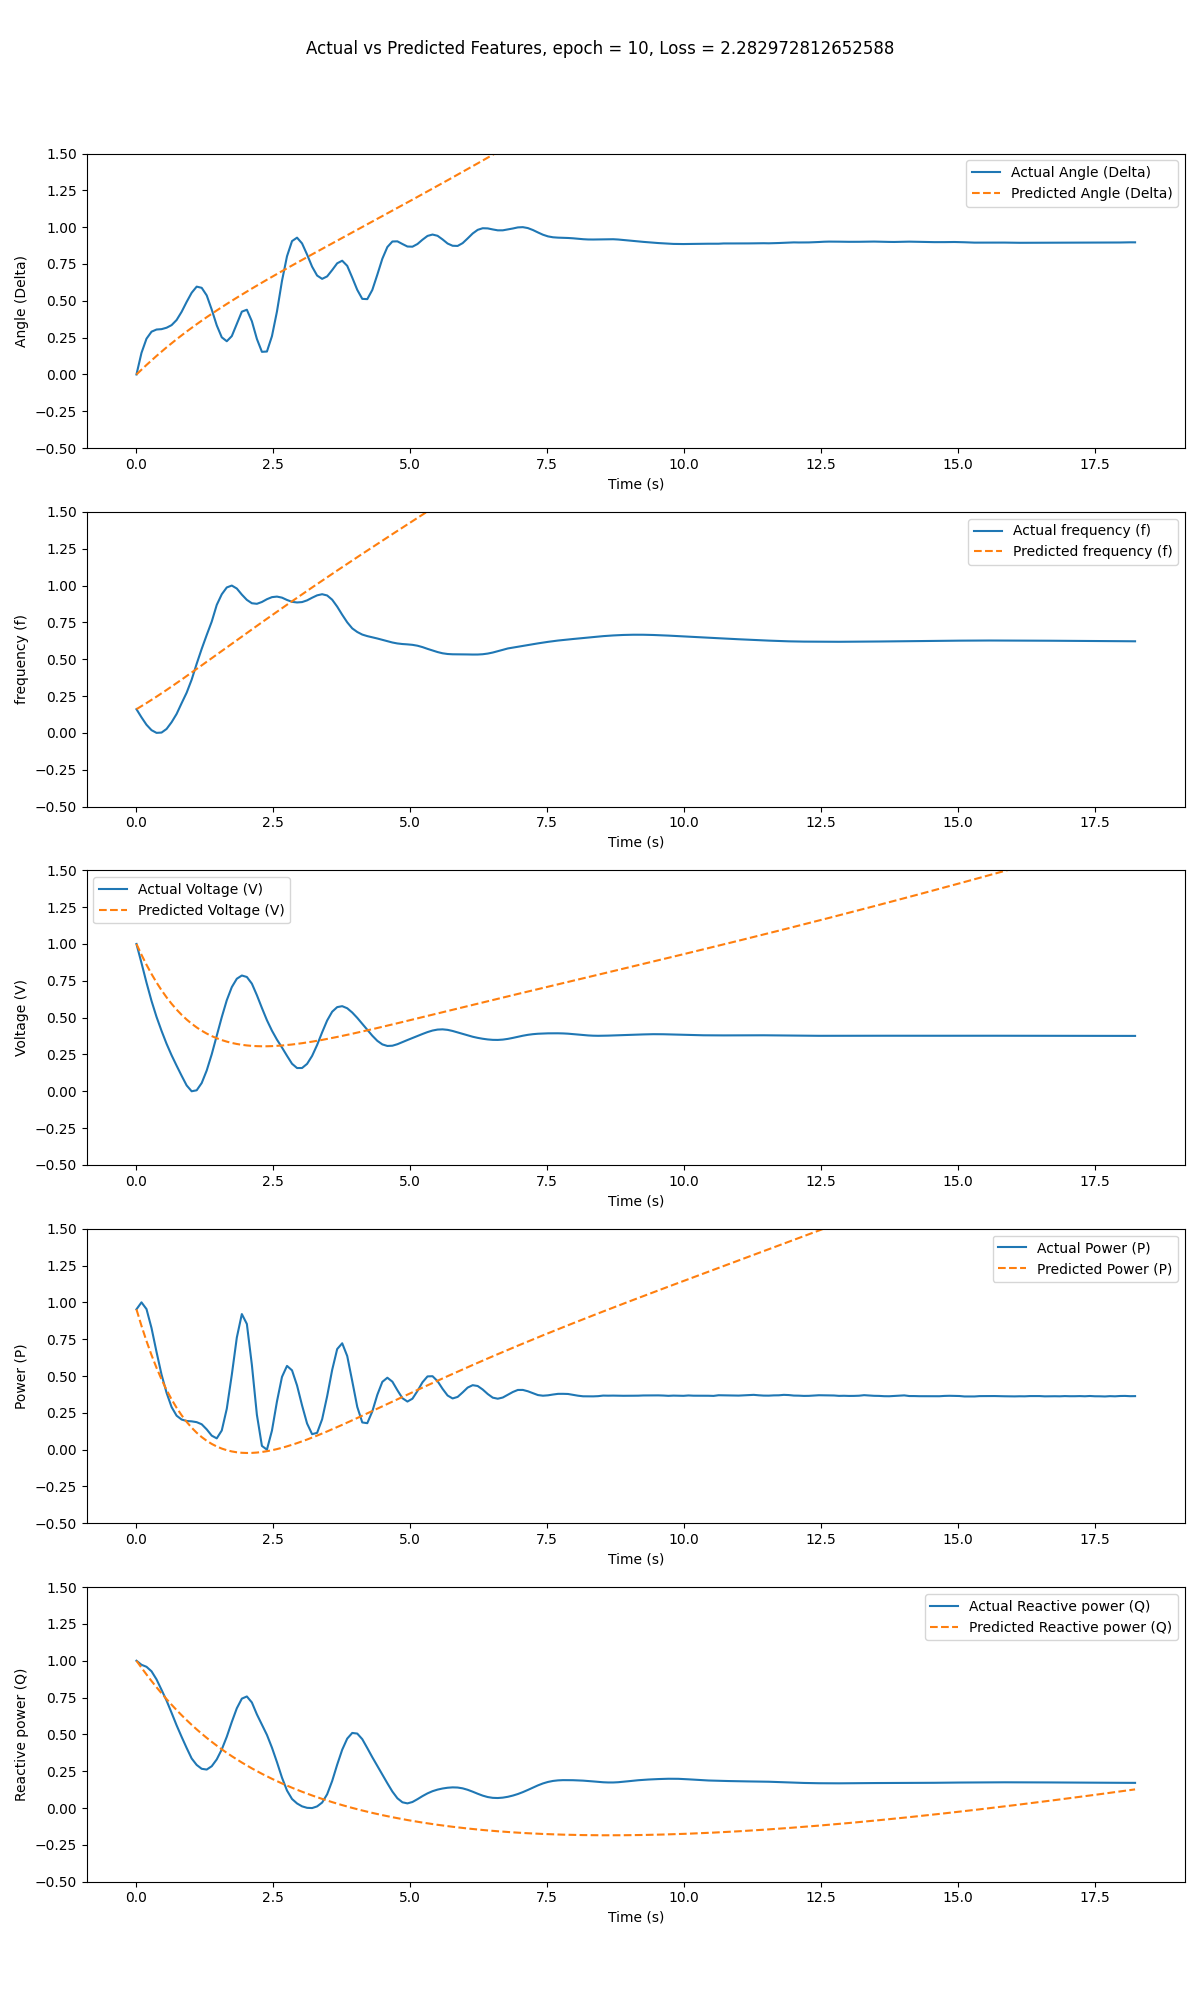 Actual vs Predicted Features, epoch = 10, Loss = 2.282972812652588
1.50
1.25
1.00
0.75
0.50
0.25
0.00
−0.25
−0.50
Angle (Delta)
Actual Angle (Delta)
Predicted Angle (Delta)
0.0 2.5 5.0 7.5 10.0 12.5 15.0 17.5
Time (s)
1.50
1.25
1.00
0.75
0.50
0.25
0.00
−0.25
−0.50
frequency (f)
Actual frequency (f)
Predicted frequency (f)
0.0 2.5 5.0 7.5 10.0 12.5 15.0 17.5
Time (s)
1.50
1.25
1.00
0.75
0.50
0.25
0.00
−0.25
−0.50
Voltage (V)
Actual Voltage (V)
Predicted Voltage (V)
0.0 2.5 5.0 7.5 10.0 12.5 15.0 17.5
Time (s)
1.50
1.25
1.00
0.75
0.50
0.25
0.00
−0.25
−0.50
Power (P)
Actual Power (P)
Predicted Power (P)
0.0 2.5 5.0 7.5 10.0 12.5 15.0 17.5
Time (s)
1.50
1.25
1.00
0.75
0.50
0.25
0.00
−0.25
−0.50
Reactive power (Q)
Actual Reactive power (Q)
Predicted Reactive power (Q)
0.0 2.5 5.0 7.5 10.0 12.5 15.0 17.5
Time (s)